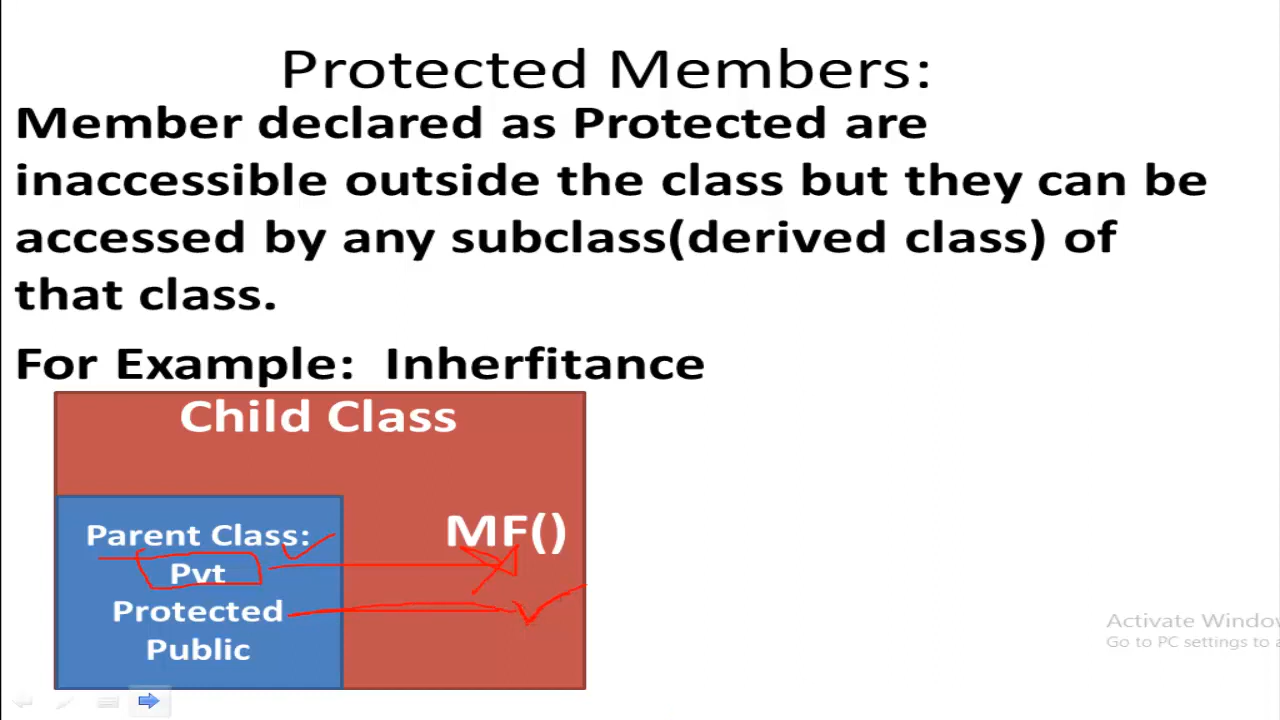 Protected Members:
Member declared as Protected are
inaccessible outside the class but they can be
accessed by any subclass(derived class) of
that class.
For Example:  Inherfitance
Child Class
Parent Class:
MF()
Pvt
Protected
Public
Activate Window
Go to PC settings to a